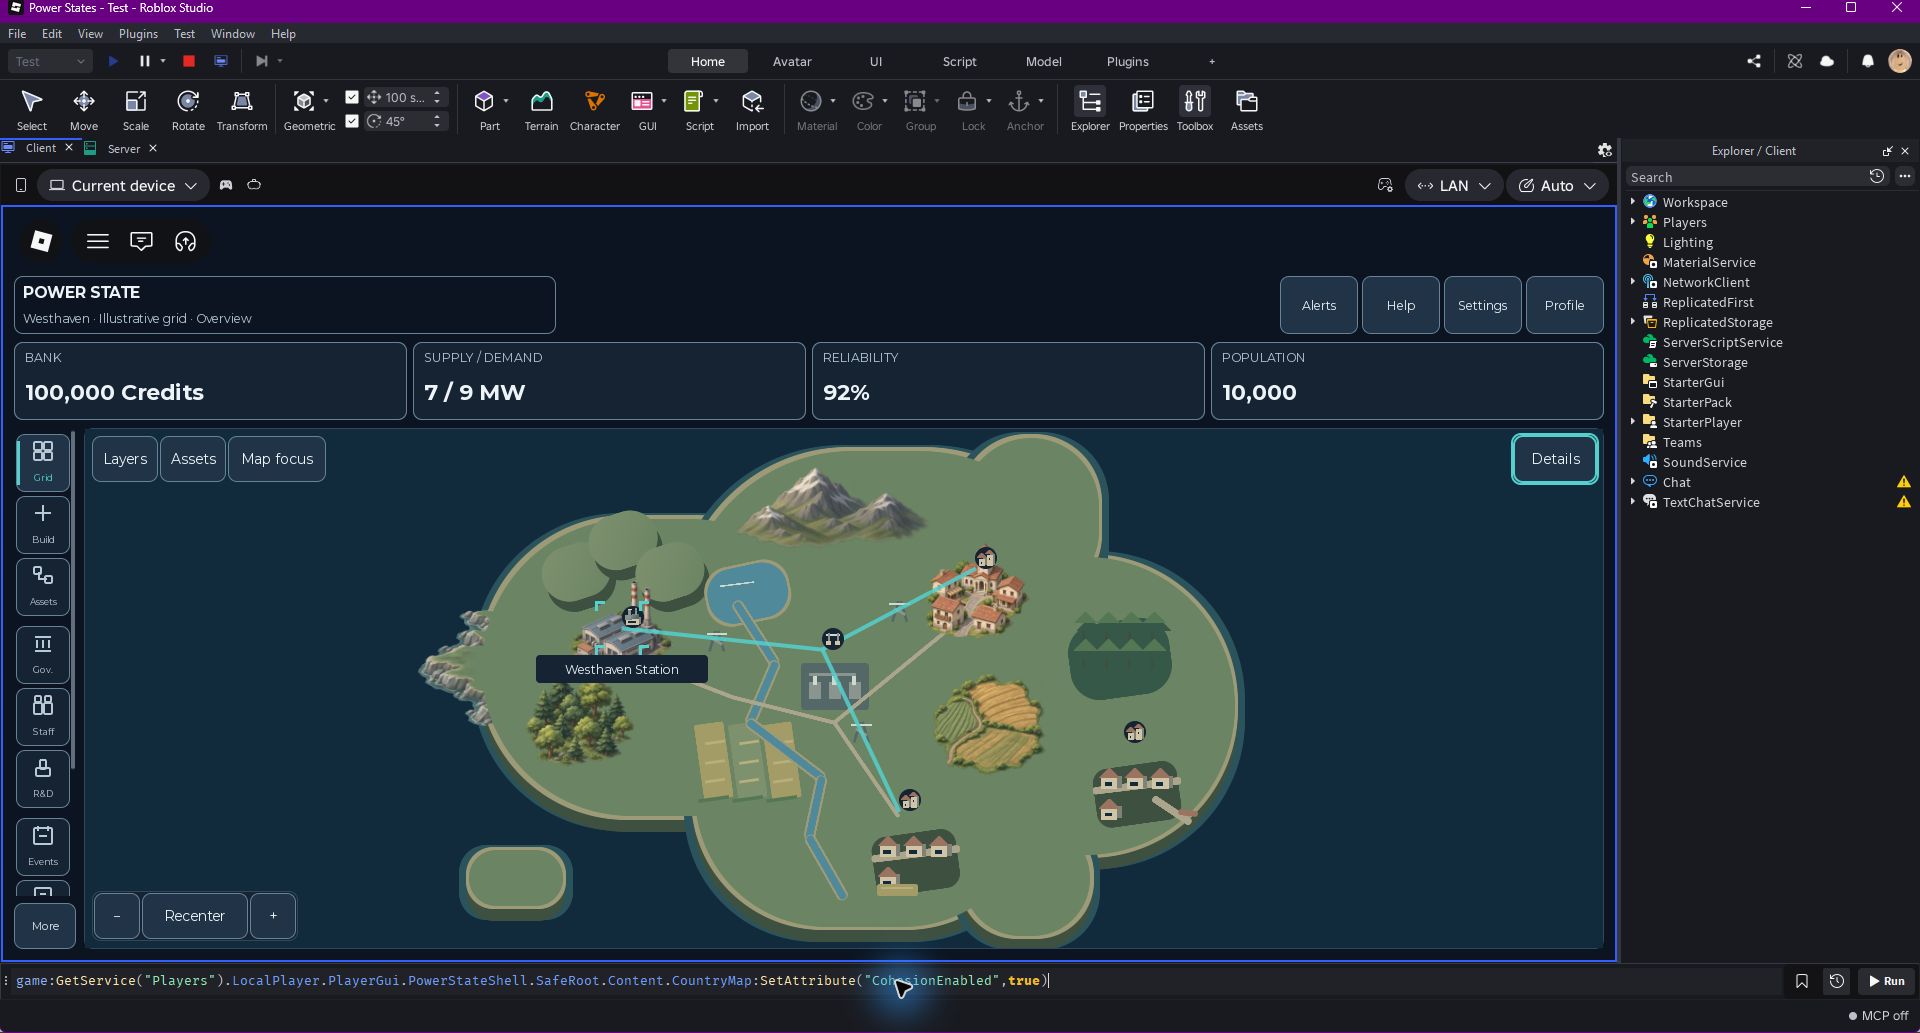 Power States - Test - Roblox Studio
File Edit View Plugins Test Window Help
Test
Home Avatar UI Script Model Plugins +
100 s...
45°
Select Move Scale Rotate Transform Geometric Part Terrain Character GUI Script Import Material Color Group Lock Anchor Explorer Properties Toolbox Assets
Client Server
Explorer / Client
Current device
LAN
Auto
Search
Workspace
Players
Lighting
MaterialService
NetworkClient
ReplicatedFirst
ReplicatedStorage
ServerScriptService
ServerStorage
StarterGui
StarterPack
StarterPlayer
Teams
SoundService
Chat
TextChatService
POWER STATE
Westhaven · Illustrative grid · Overview
Alerts Help Settings Profile
BANK
100,000 Credits
SUPPLY / DEMAND
7 / 9 MW
RELIABILITY
92%
POPULATION
10,000
Grid
Build
Assets
Gov.
Staff
R&D
Events
More
Layers Assets Map focus
Details
Westhaven Station
− Recenter +
game:GetService("Players").LocalPlayer.PlayerGui.PowerStateShell.SafeRoot.Content.CountryMap:SetAttribute("CohesionEnabled",true)
Run
MCP off